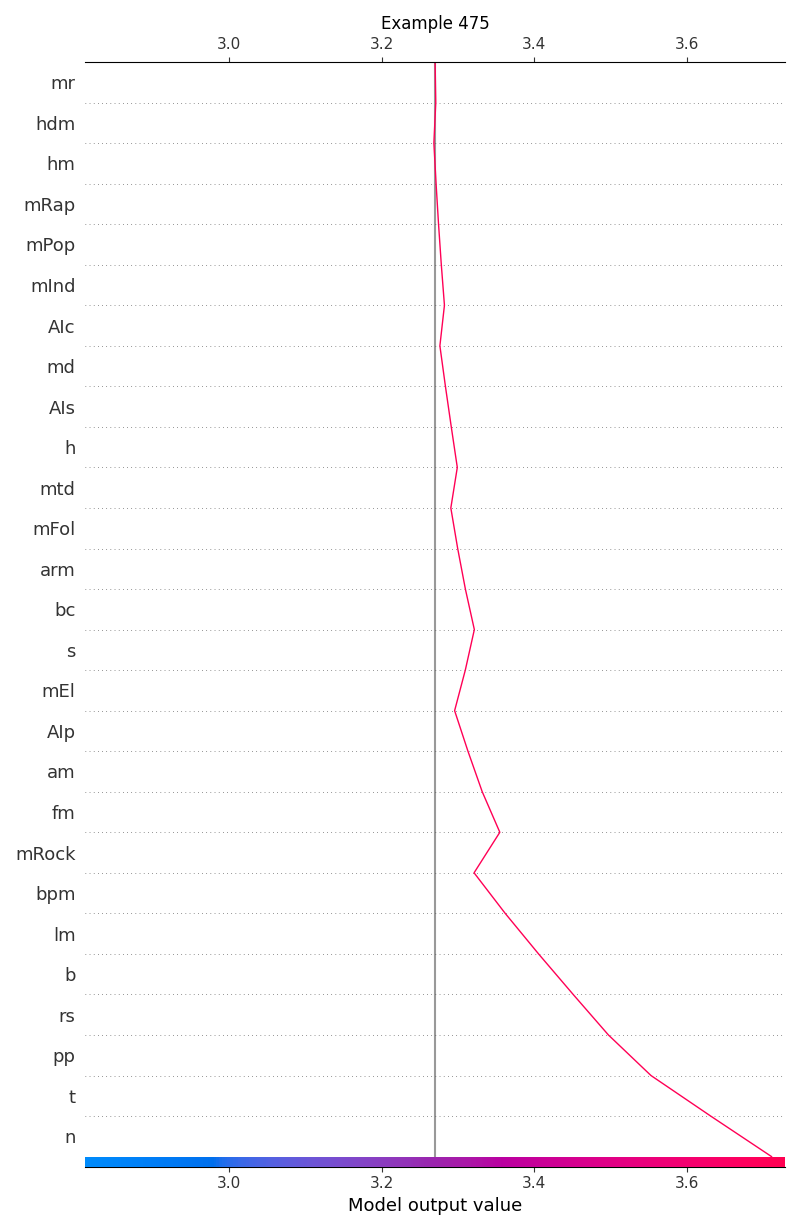 Example 475
3.0 3.2 3.4 3.6
mr
hdm
hm
mRap
mPop
mInd
AIc
md
AIs
h
mtd
mFol
arm
bc
s
mEl
AIp
am
fm
mRock
bpm
lm
b
rs
pp
t
n
3.0 3.2 3.4 3.6
Model output value